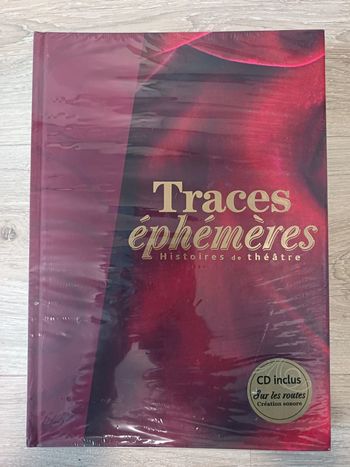 Traces
éphémères
Histoires de théâtre
CD inclus
Sur les routes
Création sonore